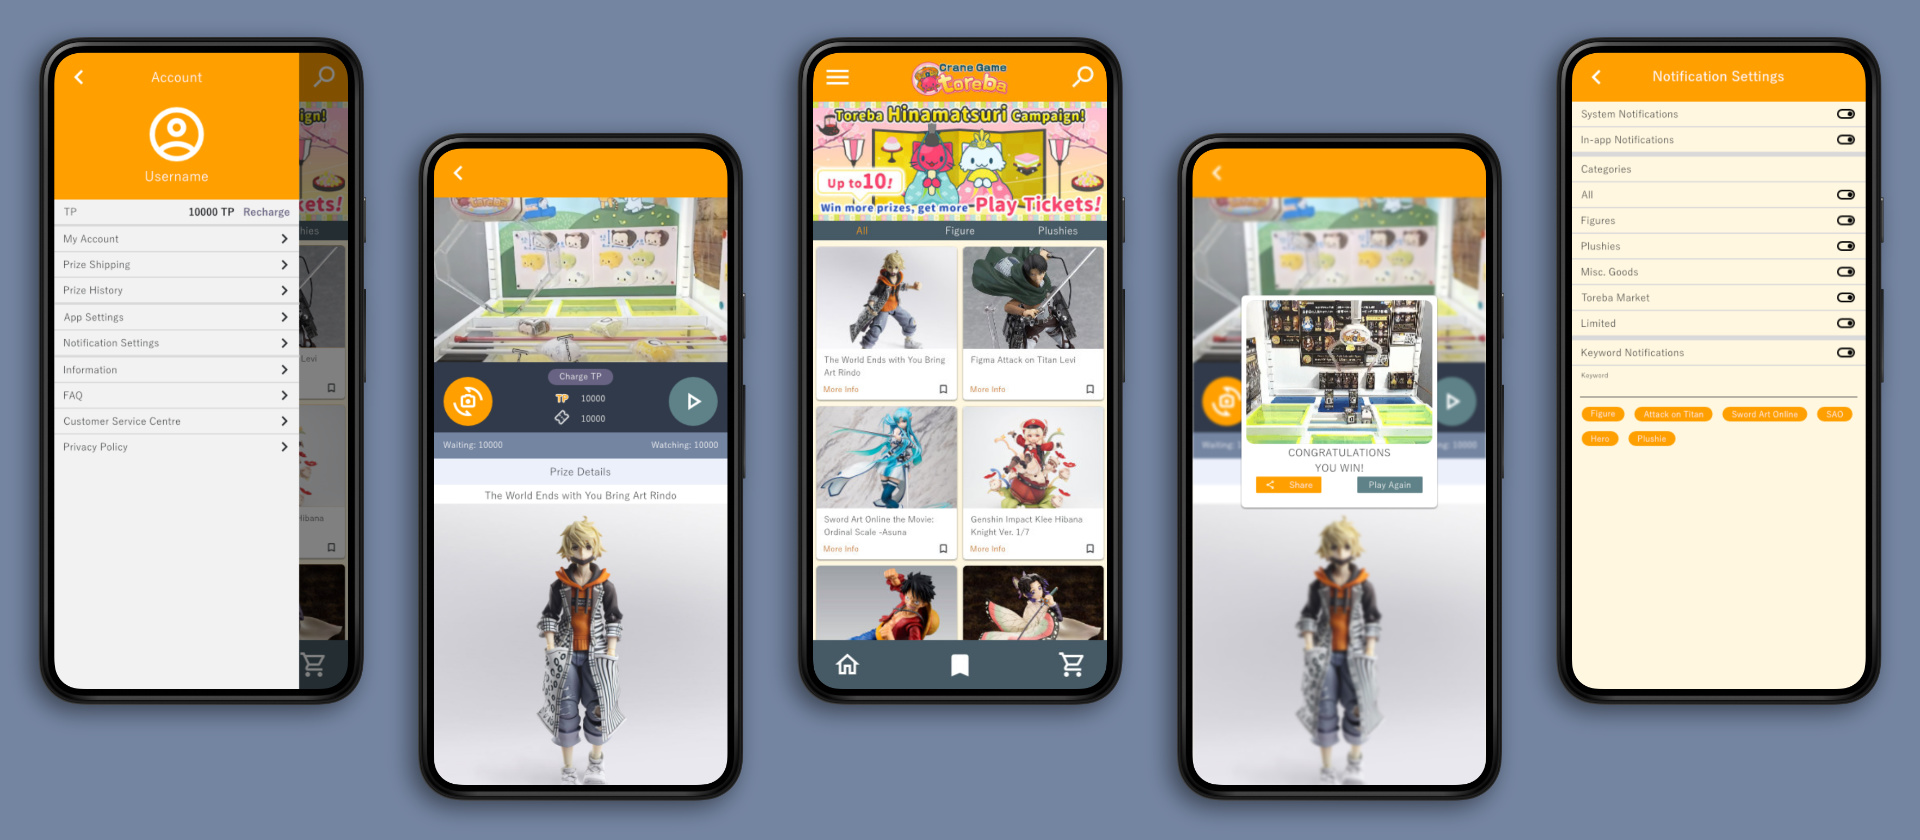 Account
Username
TP 10000 TP Recharge
My Account
Prize Shipping
Prize History
App Settings
Notification Settings
Information
FAQ
Customer Service Centre
Privacy Policy
ign!
kets!
hies
Levi
Hibana
Charge TP
TP 10000
10000
Waiting: 10000 Watching: 10000
Prize Details
The World Ends with You Bring Art Rindo
Crane Game
toreba
Toreba Hinamatsuri Campaign!
Up to 10!
Win more prizes, get more Play Tickets!
All Figure Plushies
The World Ends with You Bring
Art Rindo
More Info
Figma Attack on Titan Levi
More Info
Sword Art Online the Movie:
Ordinal Scale -Asuna
More Info
Genshin Impact Klee Hibana
Knight Ver. 1/7
More Info
CONGRATULATIONS
YOU WIN!
Share Play Again
Notification Settings
System Notifications
In-app Notifications
Categories
All
Figures
Plushies
Misc. Goods
Toreba Market
Limited
Keyword Notifications
Keyword
Figure Attack on Titan Sword Art Online SAO
Hero Plushie